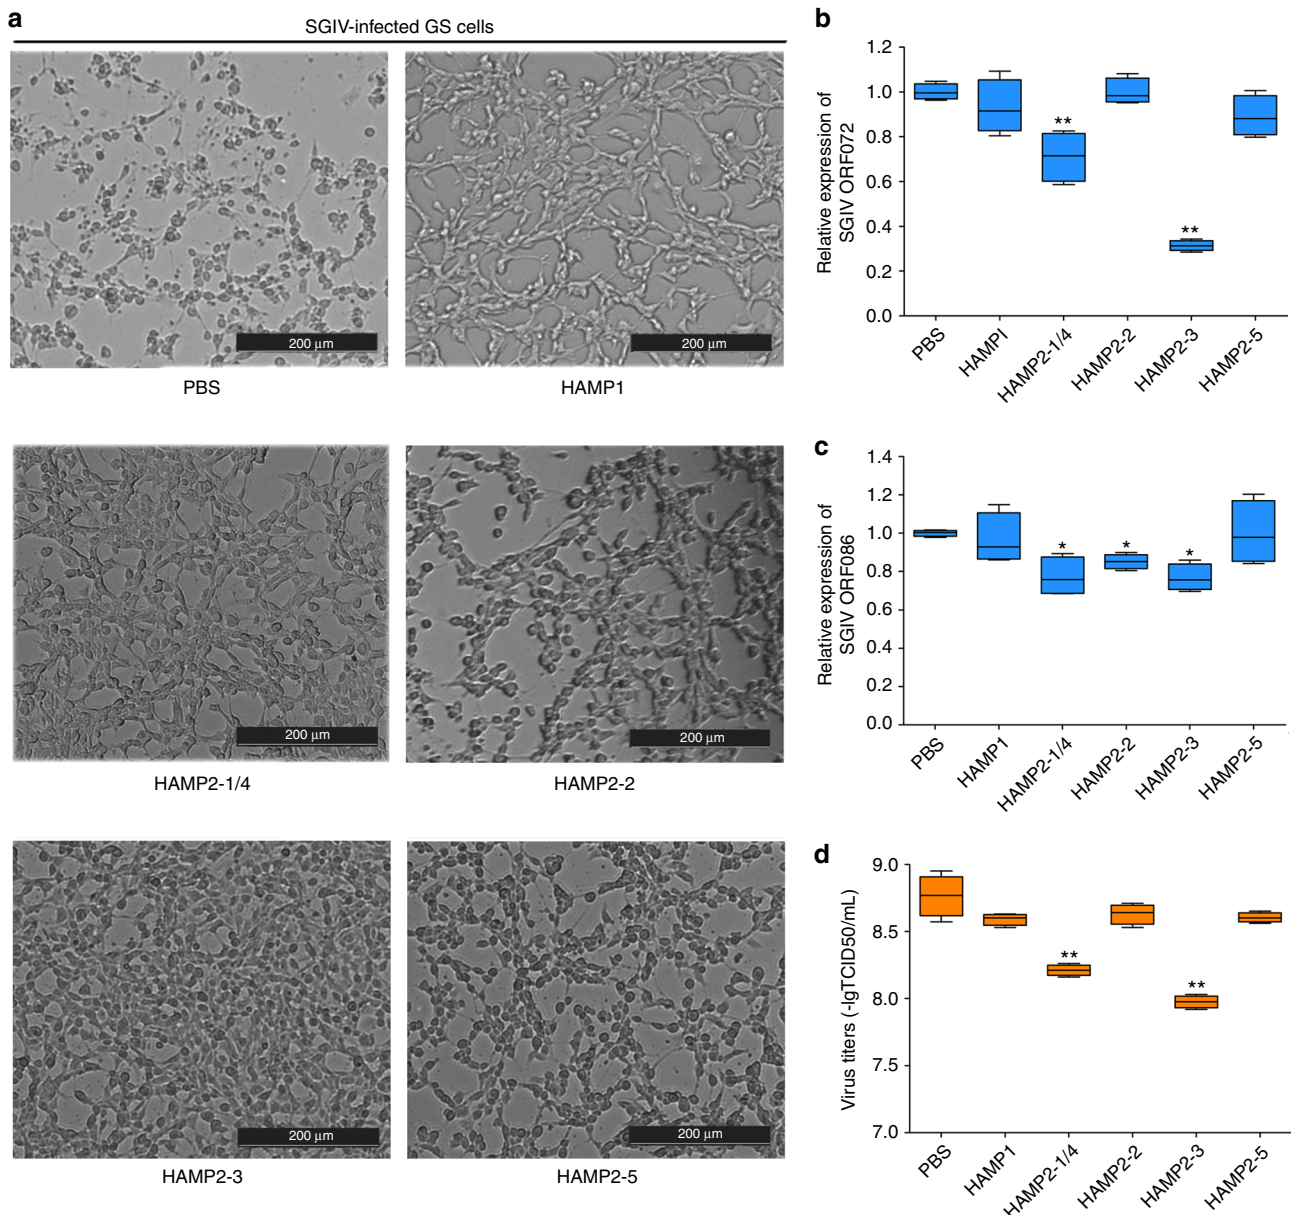 a
SGIV-infected GS cells
200 μm
200 μm
PBS
HAMP1
200 μm
200 μm
HAMP2-1/4
HAMP2-2
200 μm
200 μm
HAMP2-3
HAMP2-5
b
Relative expression of
SGIV ORF072
1.2
1.0
0.8
0.6
0.4
0.2
0.0
**
**
PBS
HAMP1
HAMP2-1/4
HAMP2-2
HAMP2-3
HAMP2-5
c
Relative expression of
SGIV ORF086
1.4
1.2
1.0
0.8
0.6
0.4
0.2
0.0
*
*
*
PBS
HAMP1
HAMP2-1/4
HAMP2-2
HAMP2-3
HAMP2-5
d
Virus titers (-lgTCID50/mL)
9.0
8.5
8.0
7.5
7.0
**
**
PBS
HAMP1
HAMP2-1/4
HAMP2-2
HAMP2-3
HAMP2-5